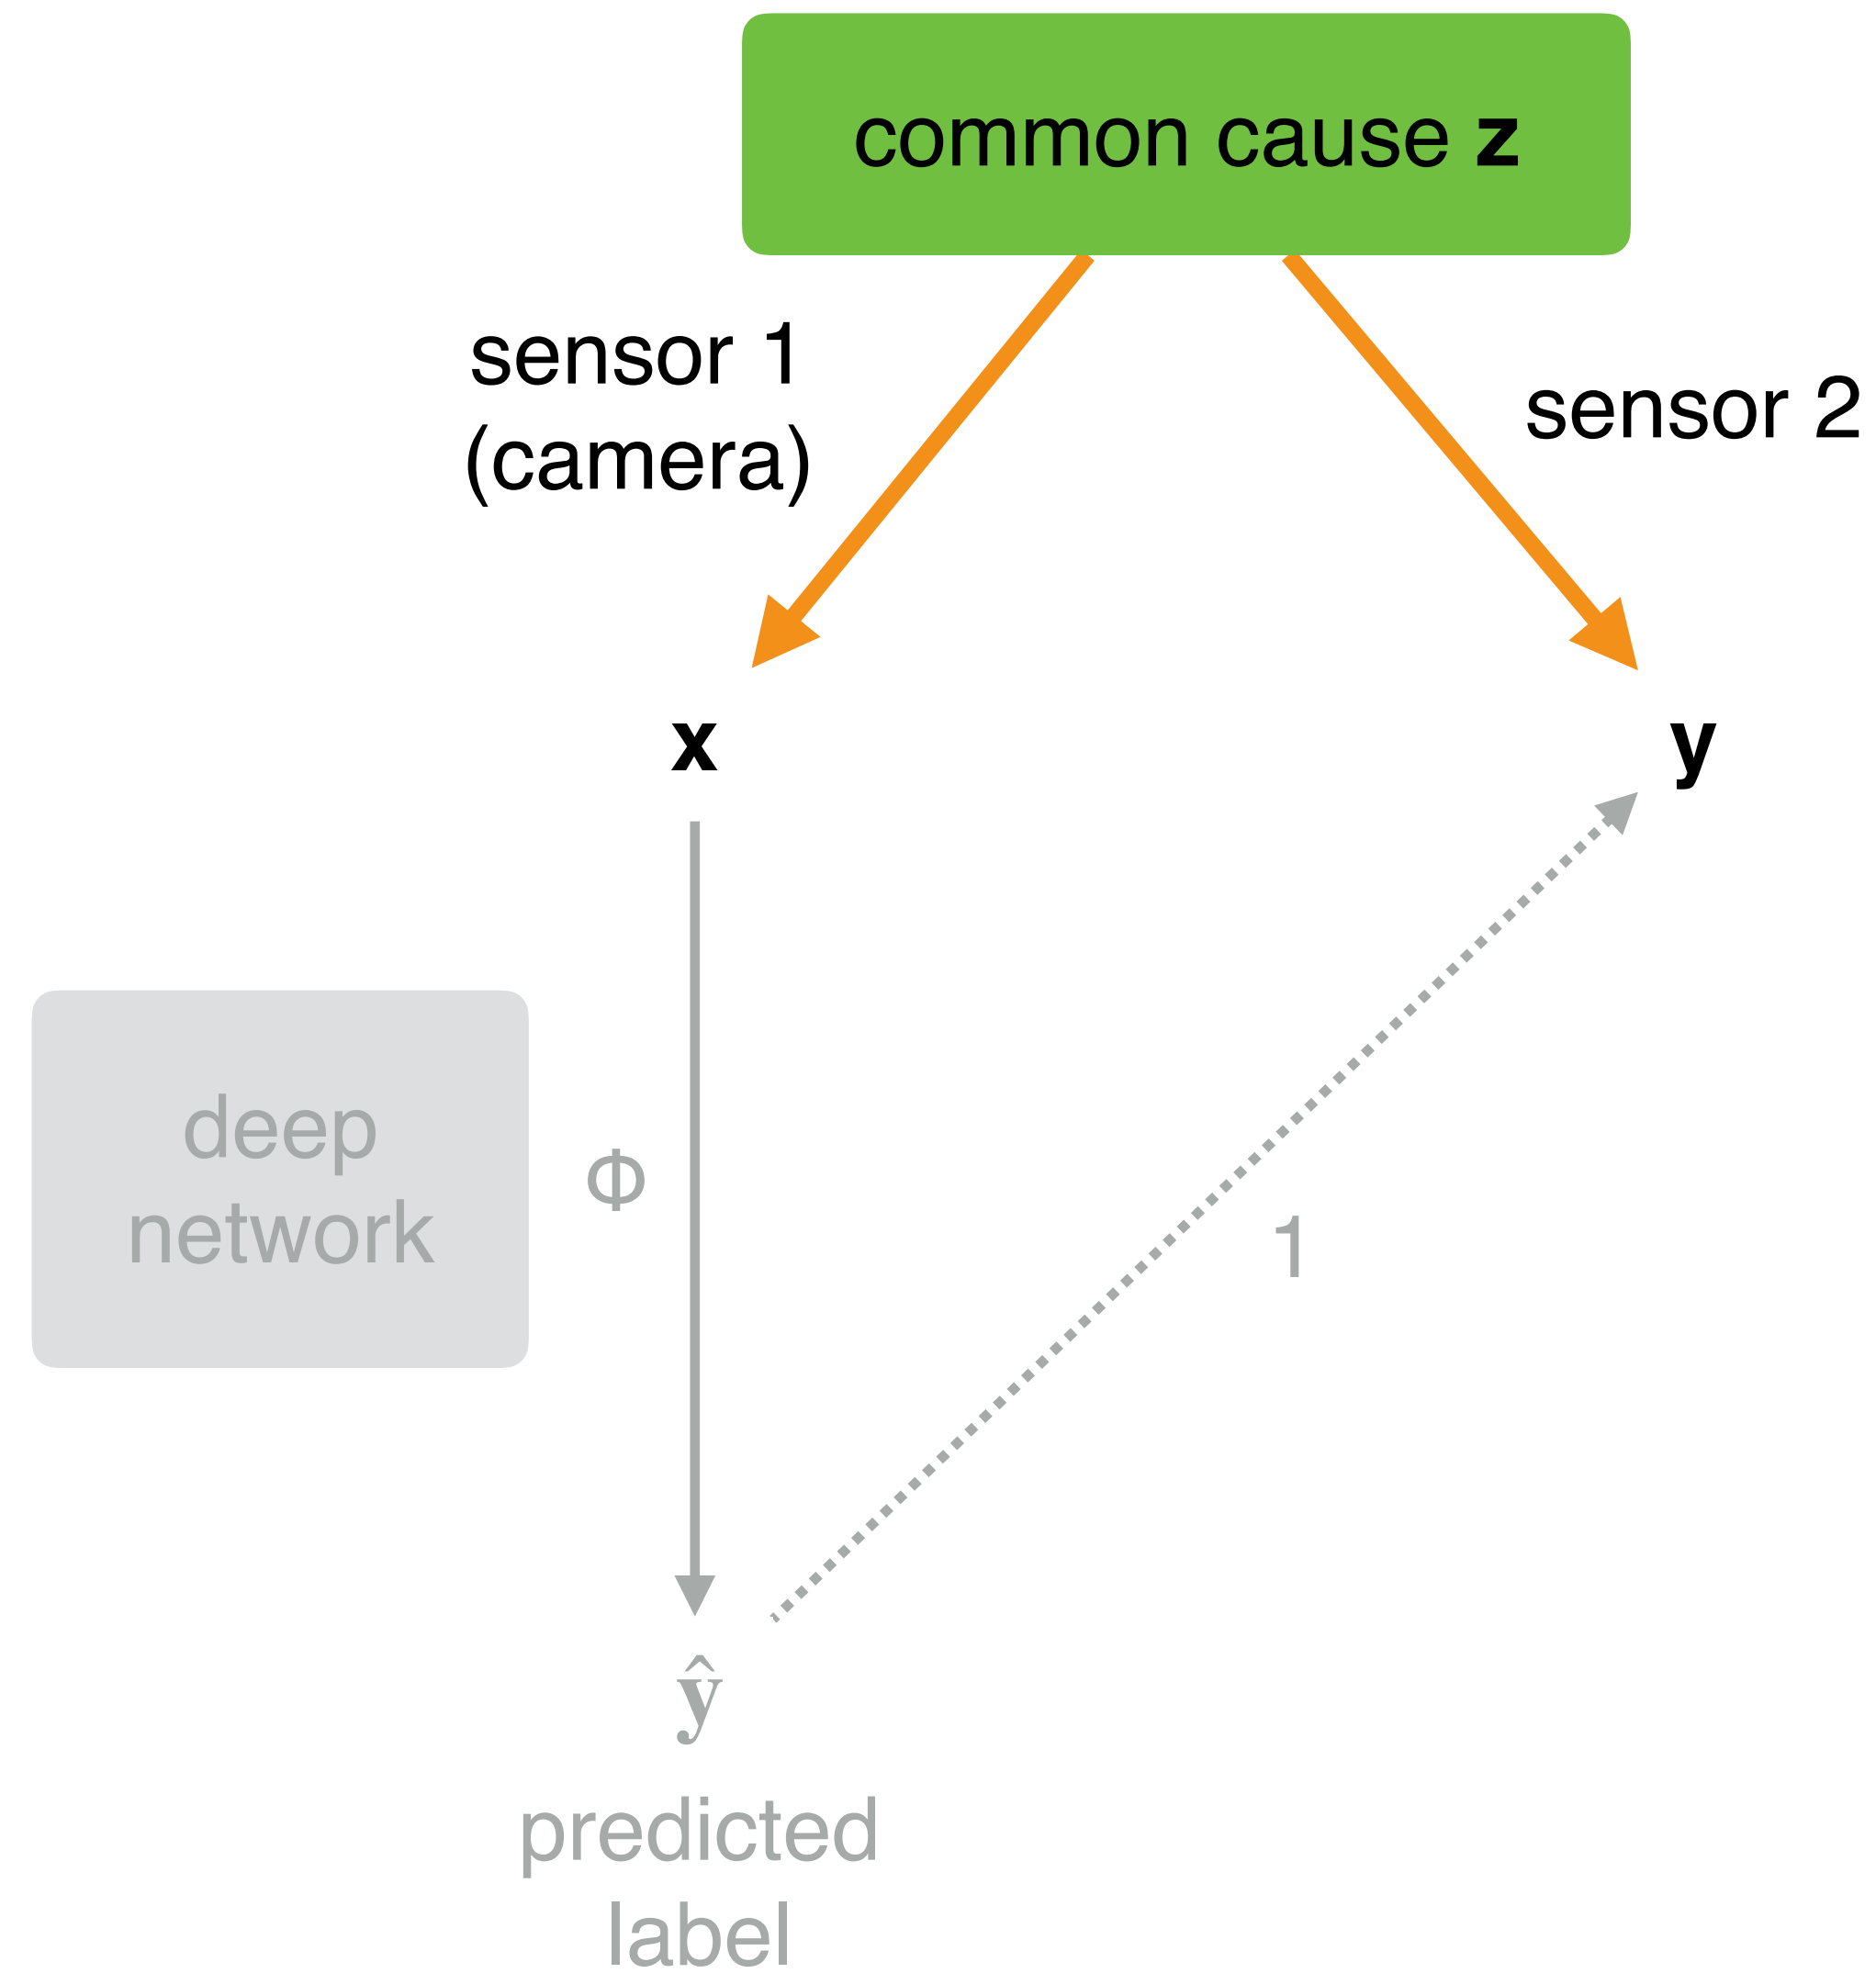 common cause z
sensor 1
(camera)
sensor 2
x
y
deep
network
Φ
1
ŷ
predicted
label